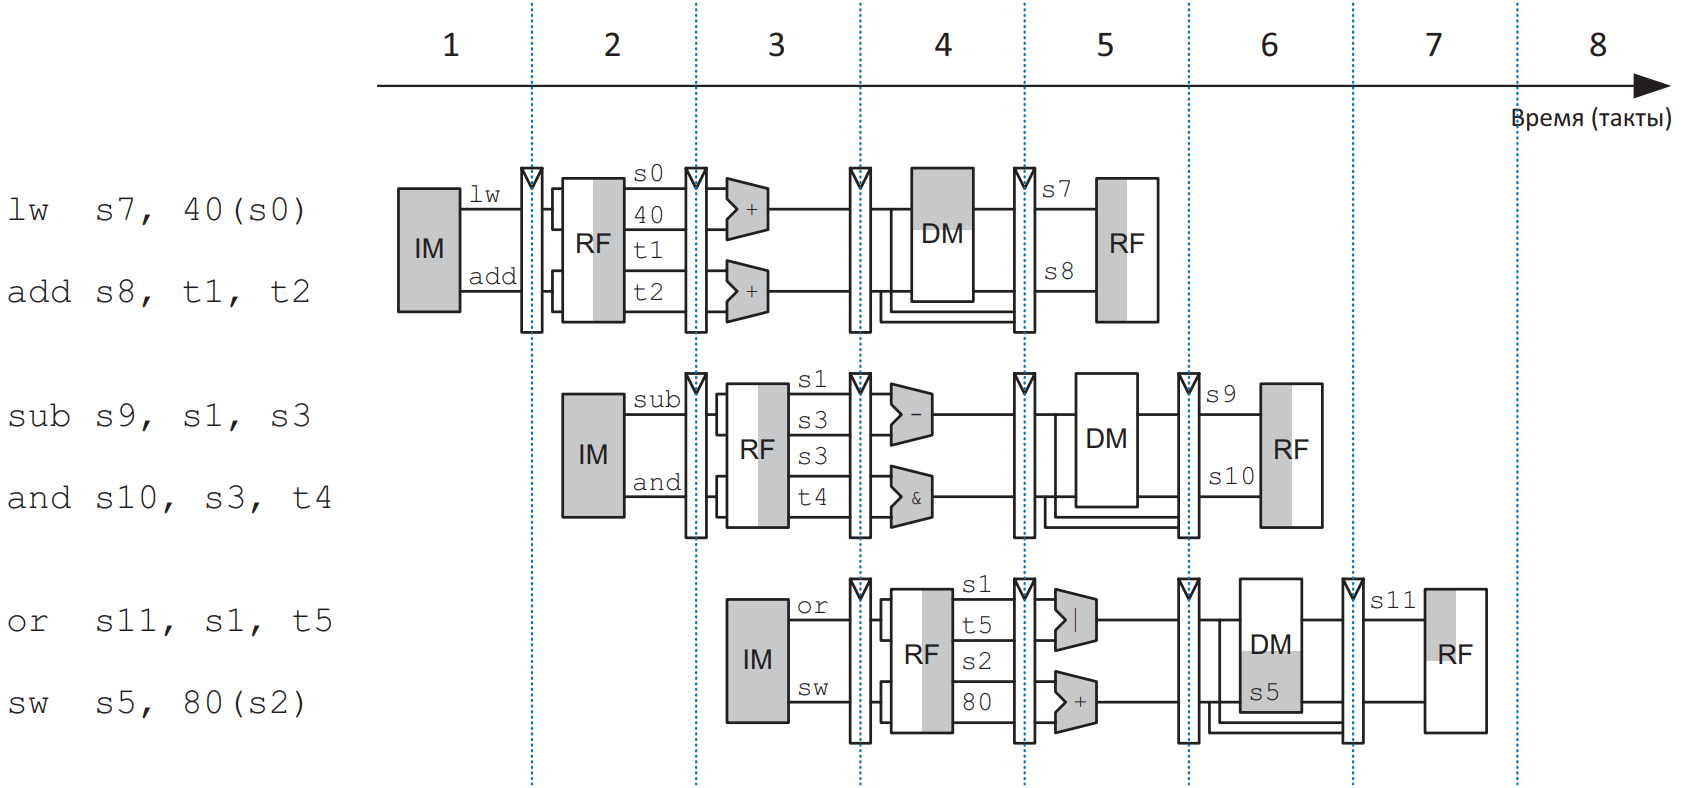 1 2 3 4 5 6 7 8
Время (такты)
lw s7, 40(s0)
add s8, t1, t2
IM
lw
add
RF
s0
40
t1
t2
+
+
DM
s7
s8
RF
sub s9, s1, s3
and s10, s3, t4
IM
sub
and
RF
s1
s3
s3
t4
-
&
DM
s9
s10
RF
or s11, s1, t5
sw s5, 80(s2)
IM
or
sw
RF
s1
t5
s2
80
|
+
DM
s5
s11
RF